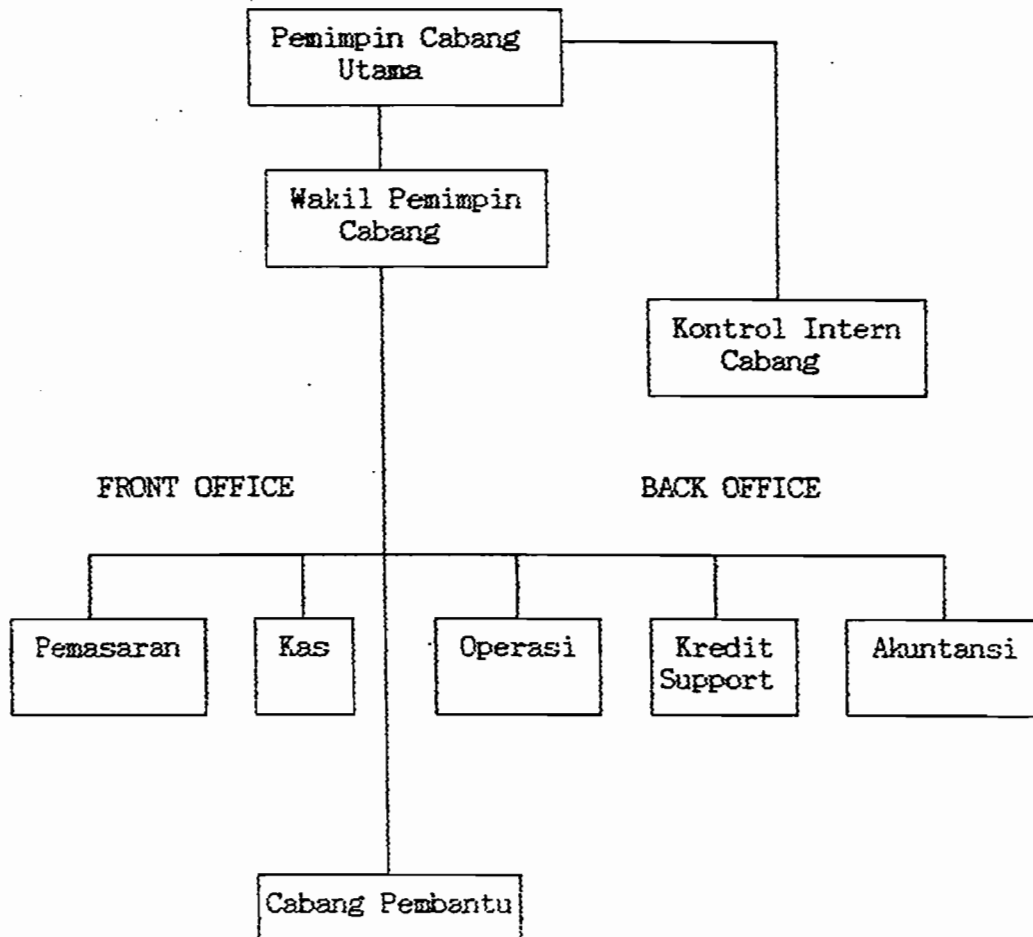 Pemimpin Cabang
Utama
Wakil Pemimpin
Cabang
Kontrol Intern
Cabang
FRONT OFFICE
BACK OFFICE
Pemasaran
Kas
Operasi
Kredit
Support
Akuntansi
Cabang Pembantu